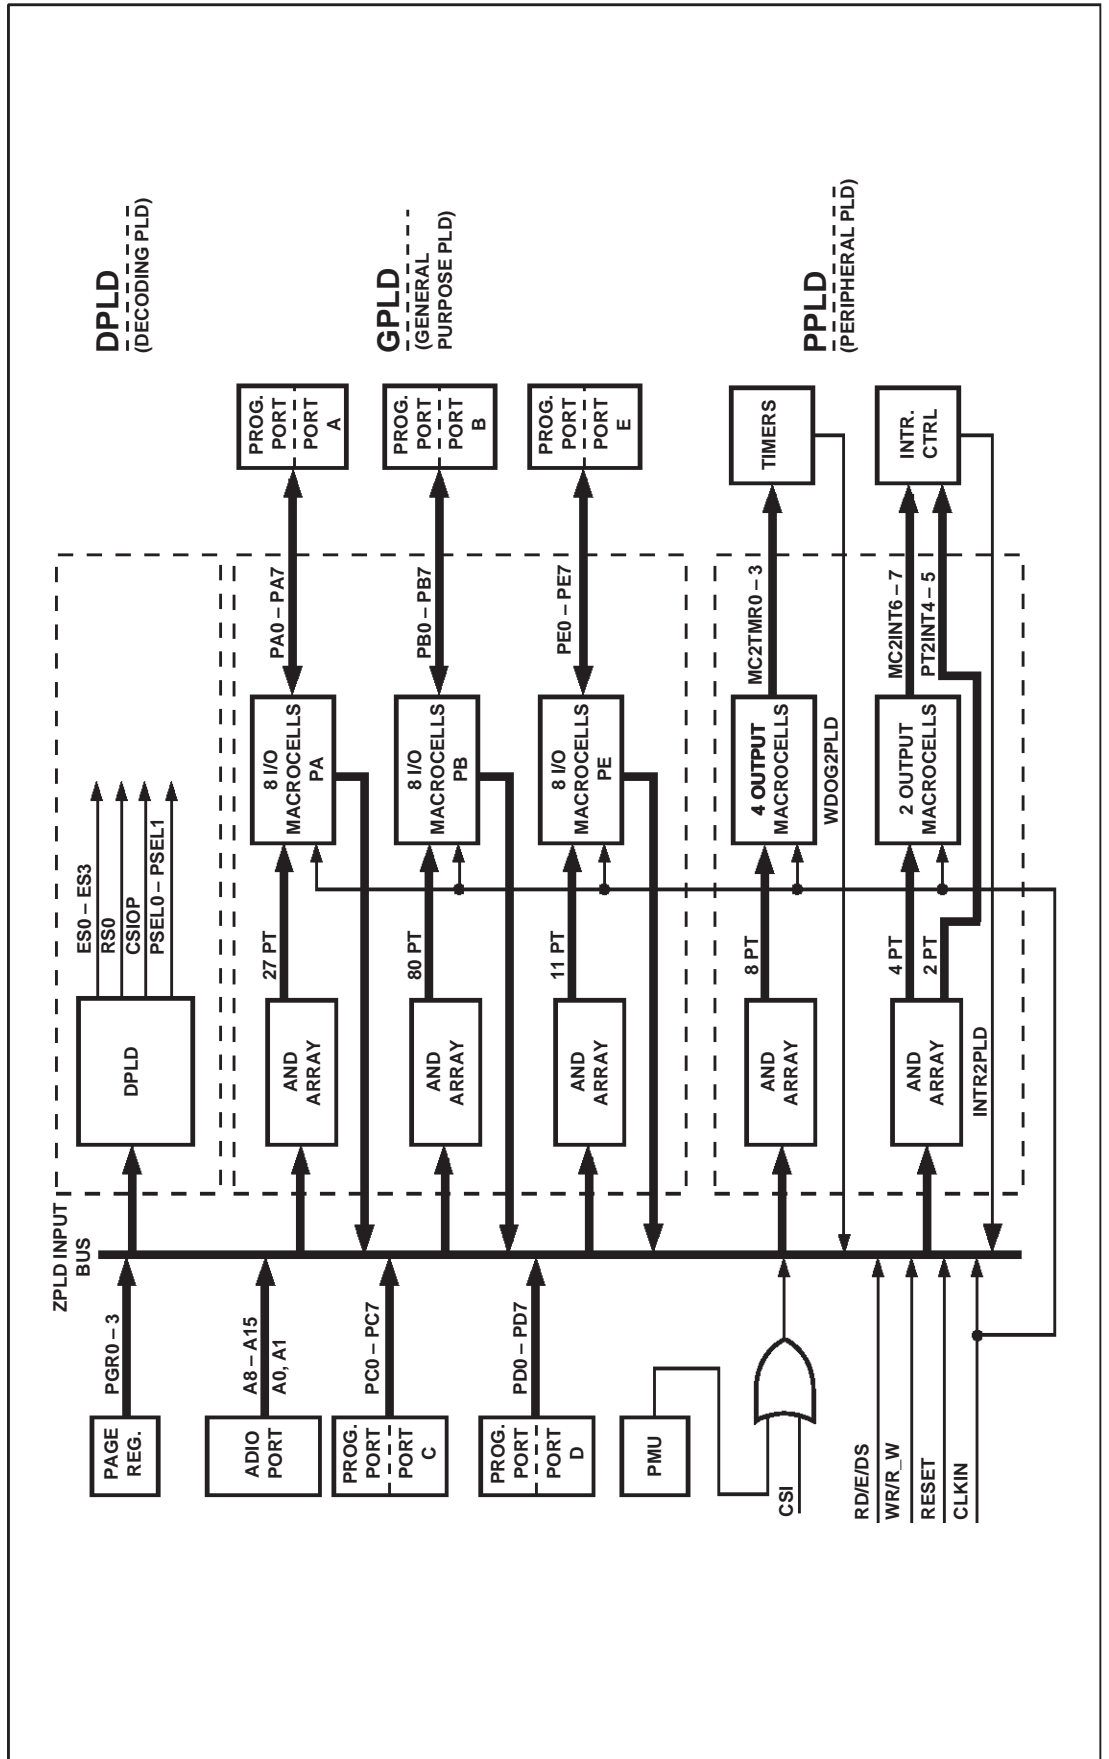 ZPLD INPUT
BUS
PAGE
REG.
PGR0 – 3
ADIO
PORT
A8 – A15
A0, A1
PROG.
PORT
PORT
C
PC0 – PC7
PROG.
PORT
PORT
D
PD0 – PD7
PMU
CSI
RD/E/DS
WR/R_W
RESET
CLKIN
DPLD
ES0 – ES3
RS0
CSIOP
PSEL0 – PSEL1
DPLD
(DECODING PLD)
AND
ARRAY
27 PT
8 I/O
MACROCELLS
PA
PA0 – PA7
PROG.
PORT
PORT
A
AND
ARRAY
80 PT
8 I/O
MACROCELLS
PB
PB0 – PB7
PROG.
PORT
PORT
B
GPLD
(GENERAL
PURPOSE PLD)
AND
ARRAY
11 PT
8 I/O
MACROCELLS
PE
PE0 – PE7
PROG.
PORT
PORT
E
AND
ARRAY
8 PT
4 OUTPUT
MACROCELLS
MC2TMR0 – 3
TIMERS
WDOG2PLD
PPLD
(PERIPHERAL PLD)
AND
ARRAY
4 PT
2 PT
2 OUTPUT
MACROCELLS
MC2INT6 – 7
PT2INT4 – 5
INTR.
CTRL
INTR2PLD